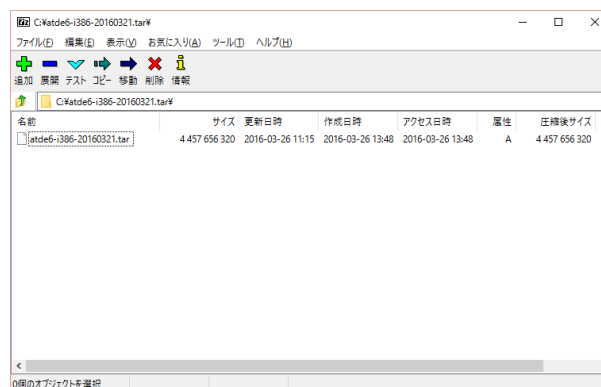 7z C:¥atde6-i386-20160321.tar¥
ファイル(F) 編集(E) 表示(V) お気に入り(A) ツール(T) ヘルプ(H)
追加 展開 テスト コピー 移動 削除 情報
C:¥atde6-i386-20160321.tar¥
名前 サイズ 更新日時 作成日時 アクセス日時 属性 圧縮後サイズ
atde6-i386-20160321.tar 4 457 656 320 2016-03-26 11:15 2016-03-26 13:48 2016-03-26 13:48 A 4 457 656 320
0個のオブジェクトを選択